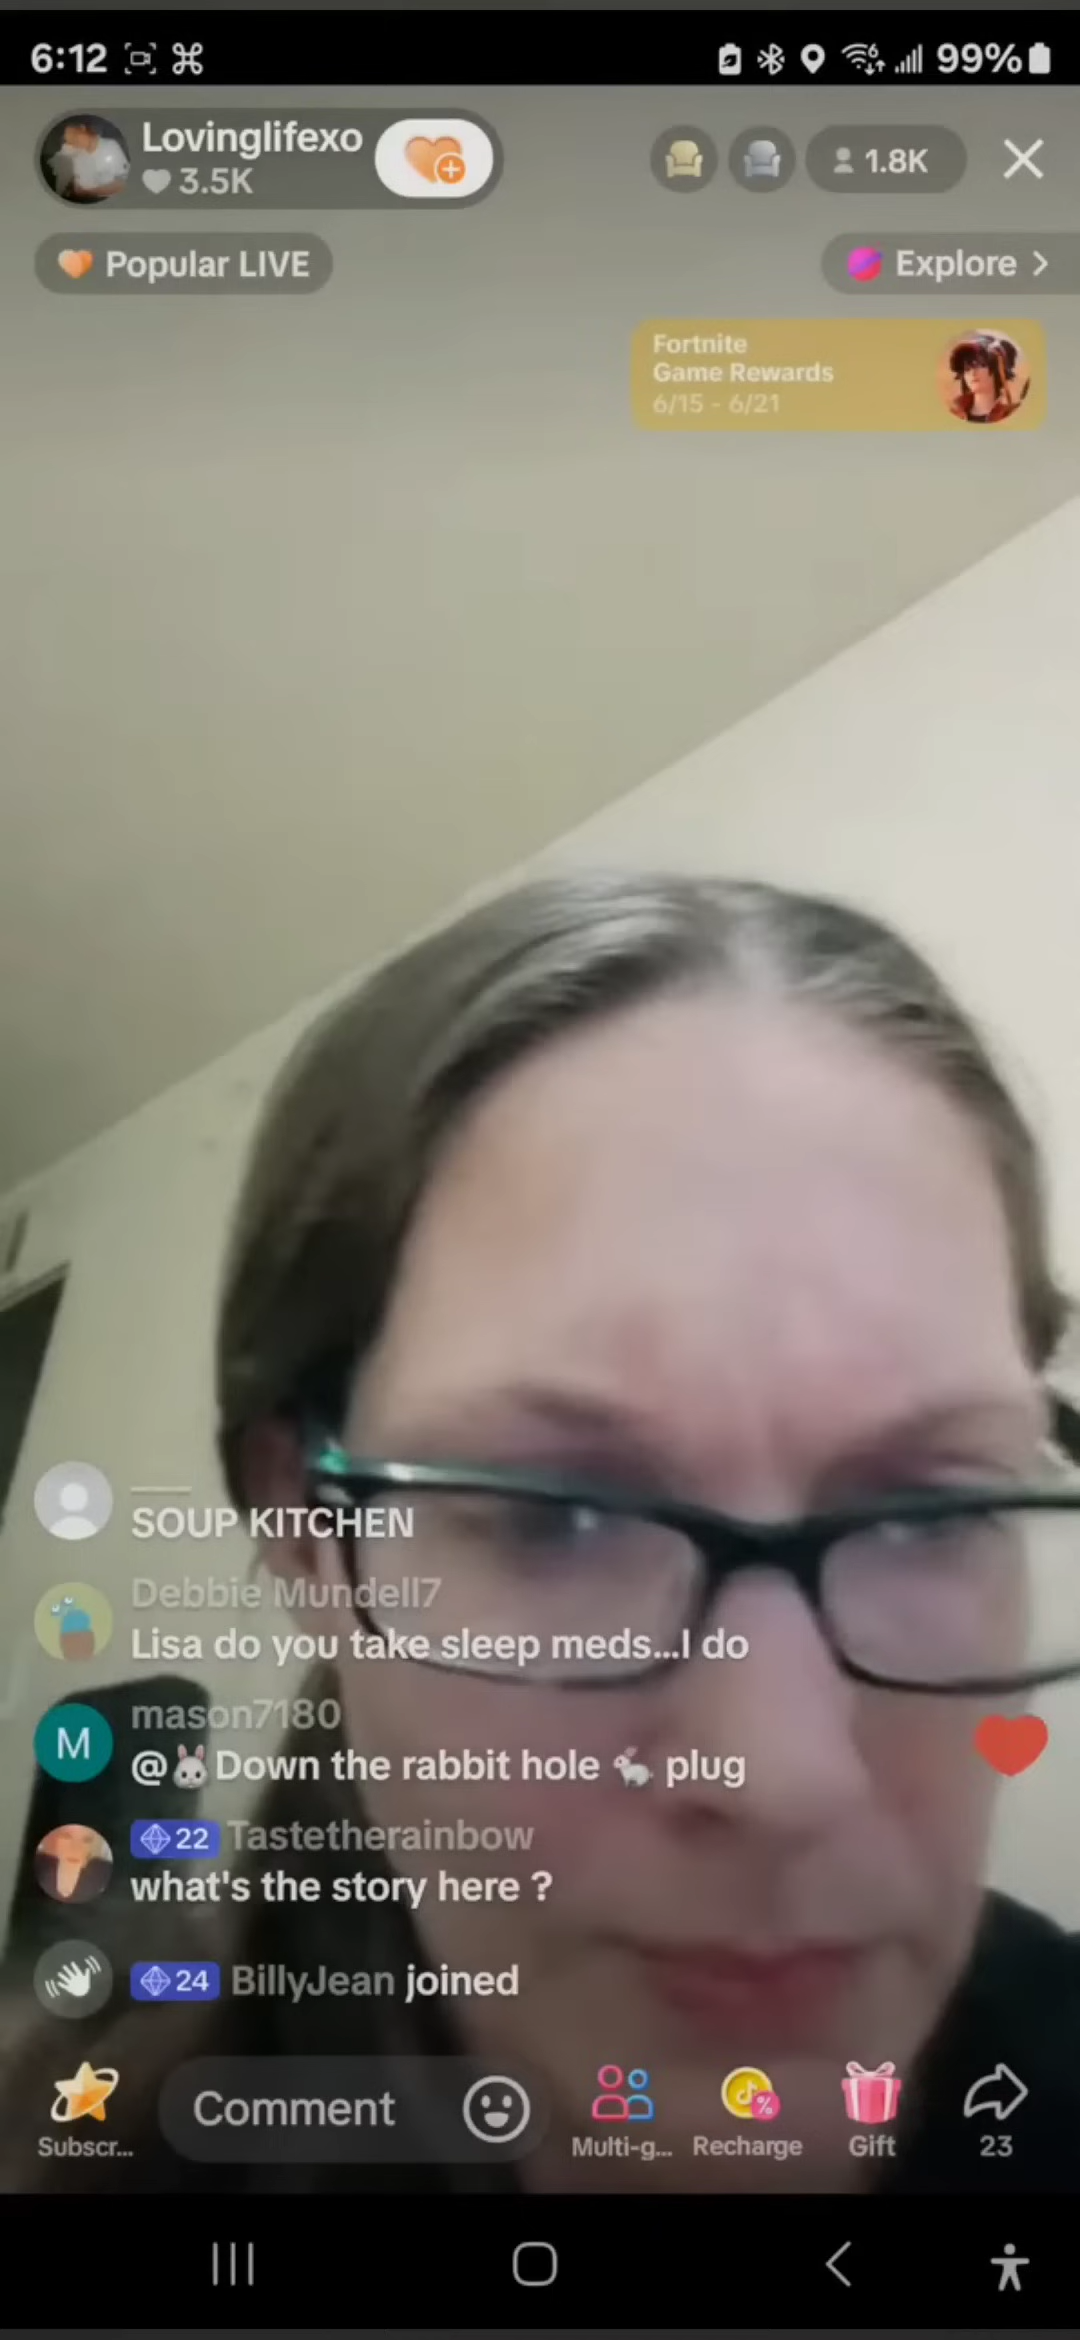 6:12
99%
Lovinglifexo
3.5K
1.8K
Popular LIVE
Explore
Fortnite
Game Rewards
6/15 - 6/21
SOUP KITCHEN
Debbie Mundell7
Lisa do you take sleep meds...I do
M
mason7180
@🐰Down the rabbit hole 🐇 plug
22 Tastetherainbow
what's the story here ?
24 BillyJean joined
Subscr...
Comment
Multi-g...
Recharge
Gift
23